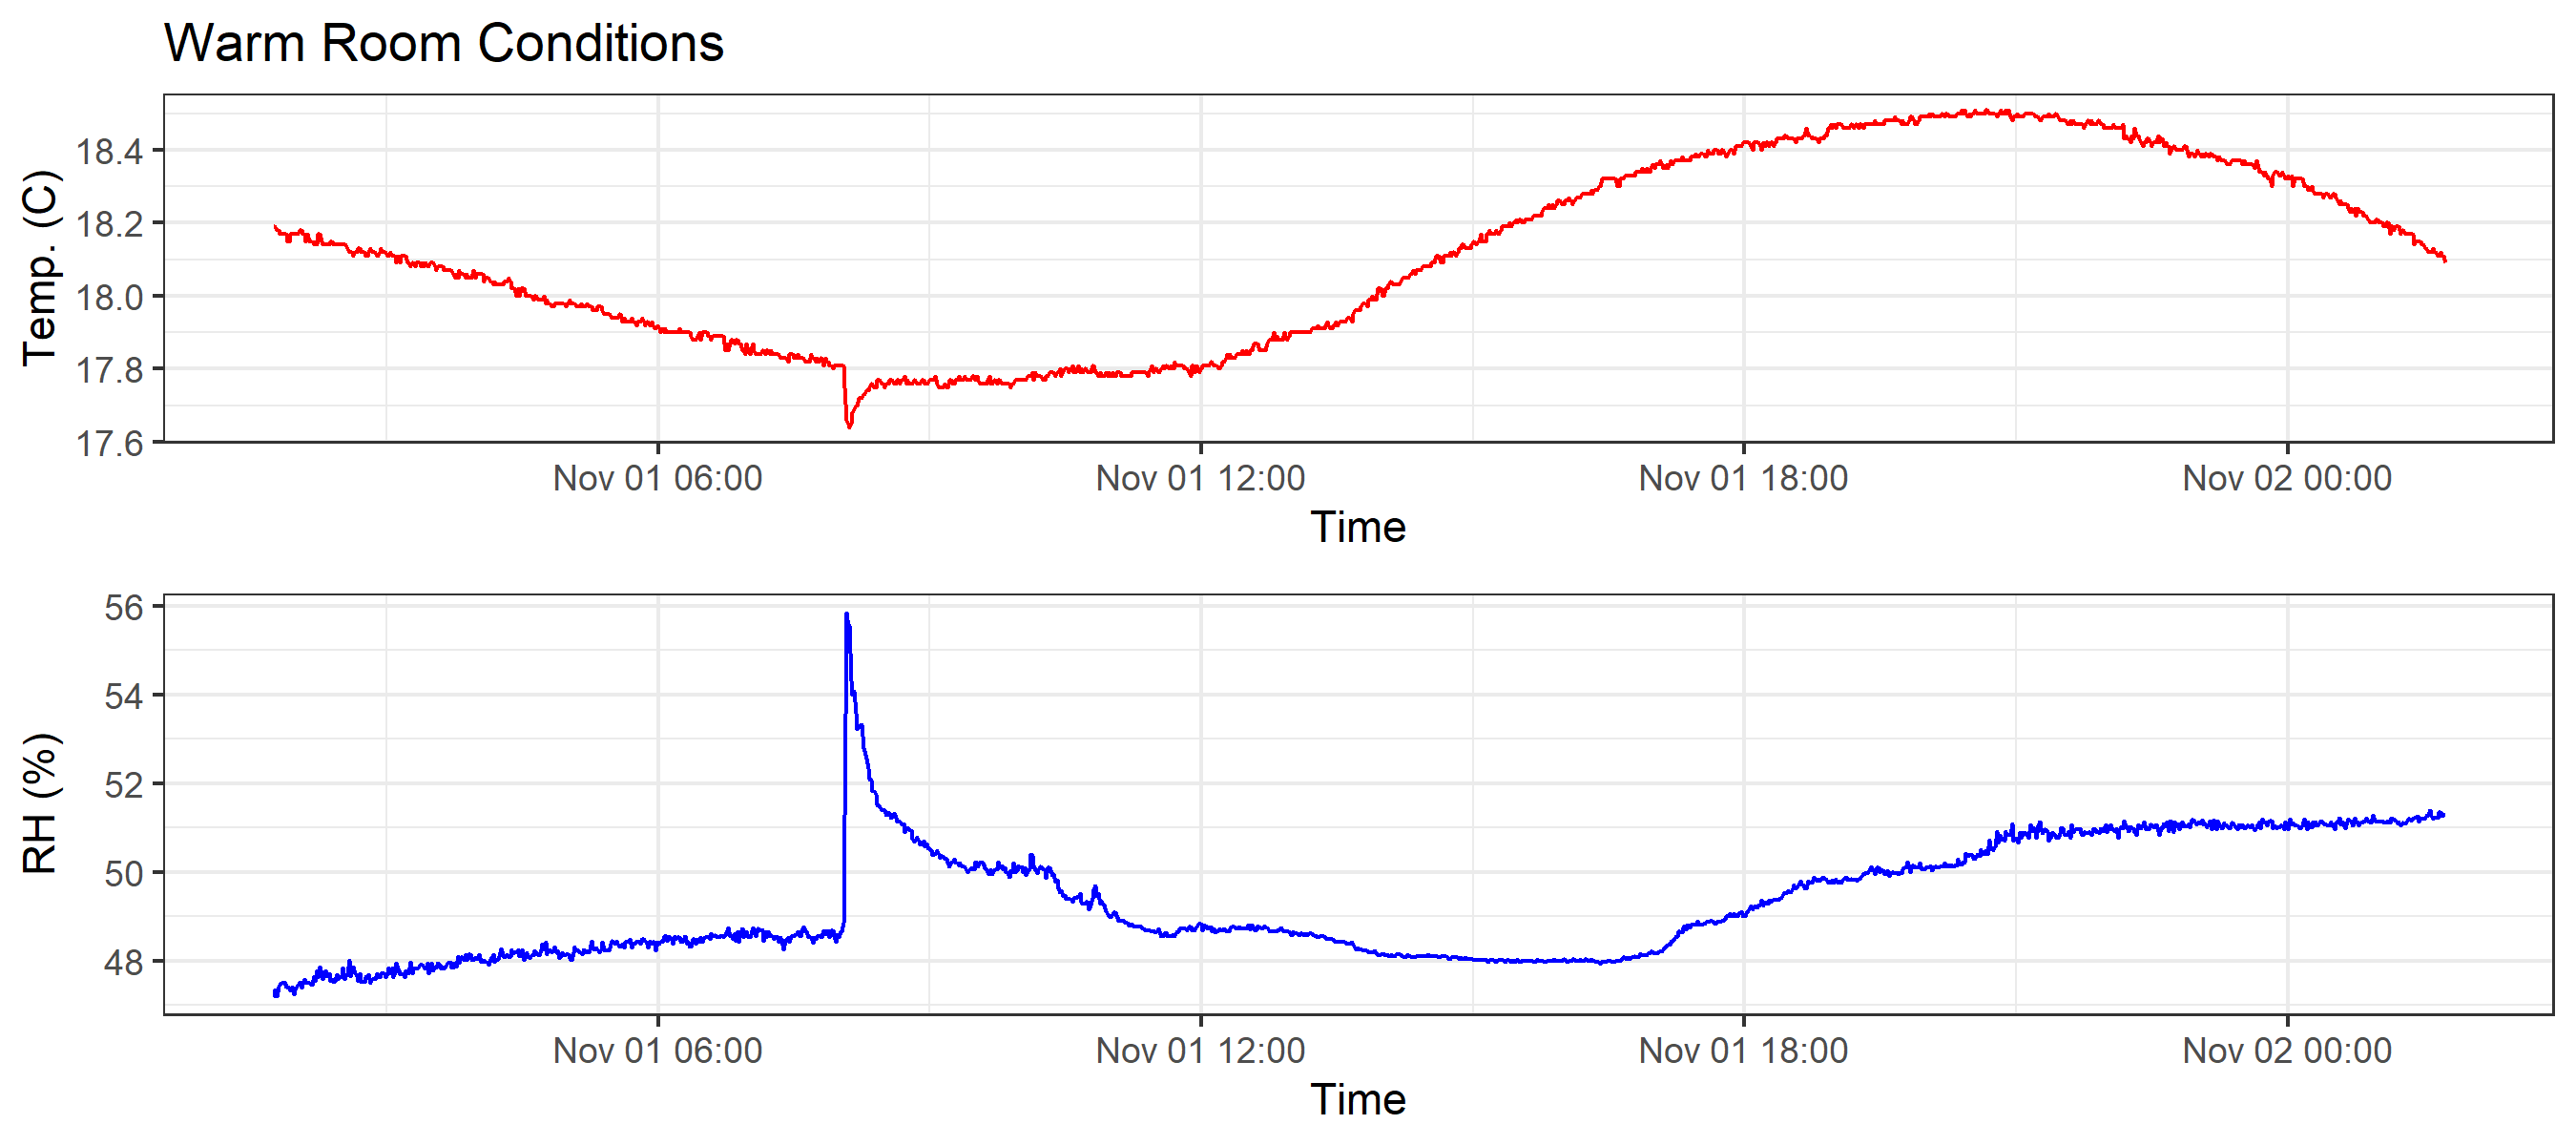 Warm Room Conditions
Temp. (C)
18.4
18.2
18.0
17.8
17.6
Nov 01 06:00 Nov 01 12:00 Nov 01 18:00 Nov 02 00:00
Time
RH (%)
56
54
52
50
48
Nov 01 06:00 Nov 01 12:00 Nov 01 18:00 Nov 02 00:00
Time